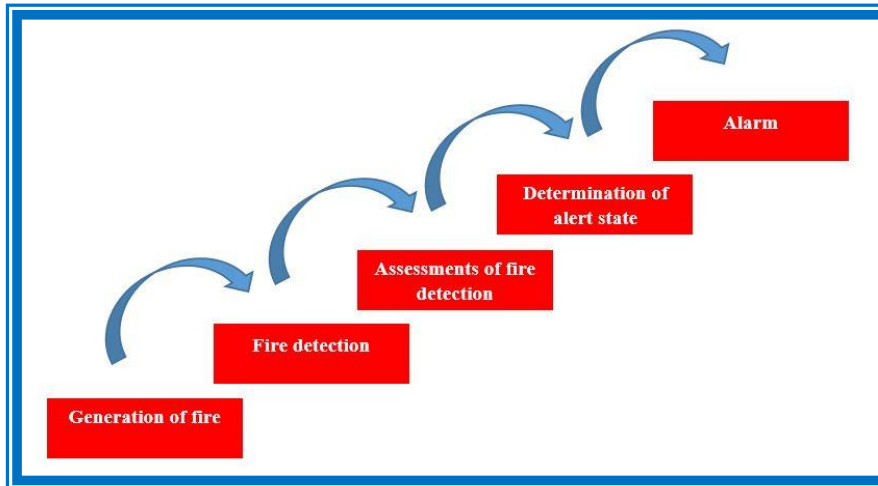 Alarm
Determination of
alert state
Assessments of fire
detection
Fire detection
Generation of fire